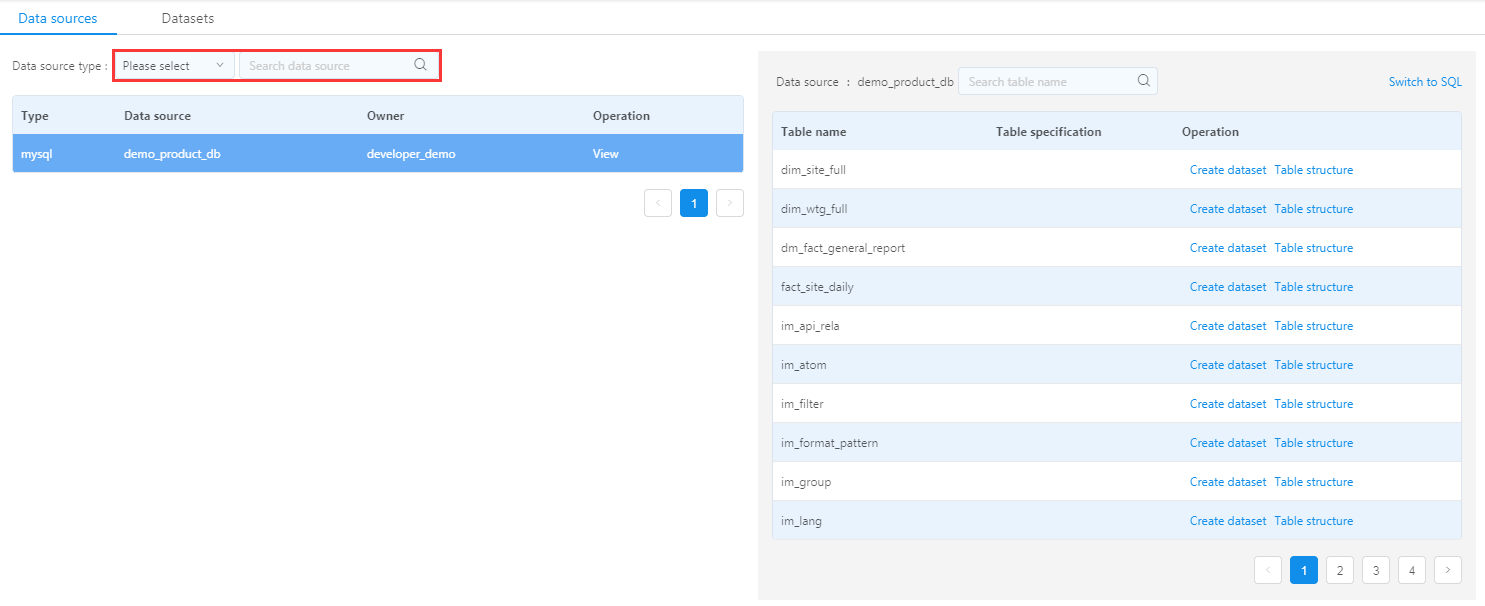 Data sources Datasets
Data source type : Please select Search data source
Type Data source Owner Operation
mysql demo_product_db developer_demo View
1
Data source : demo_product_db Search table name Switch to SQL
Table name Table specification Operation
dim_site_full Create dataset Table structure
dim_wtg_full Create dataset Table structure
dm_fact_general_report Create dataset Table structure
fact_site_daily Create dataset Table structure
im_api_rela Create dataset Table structure
im_atom Create dataset Table structure
im_filter Create dataset Table structure
im_format_pattern Create dataset Table structure
im_group Create dataset Table structure
im_lang Create dataset Table structure
1 2 3 4